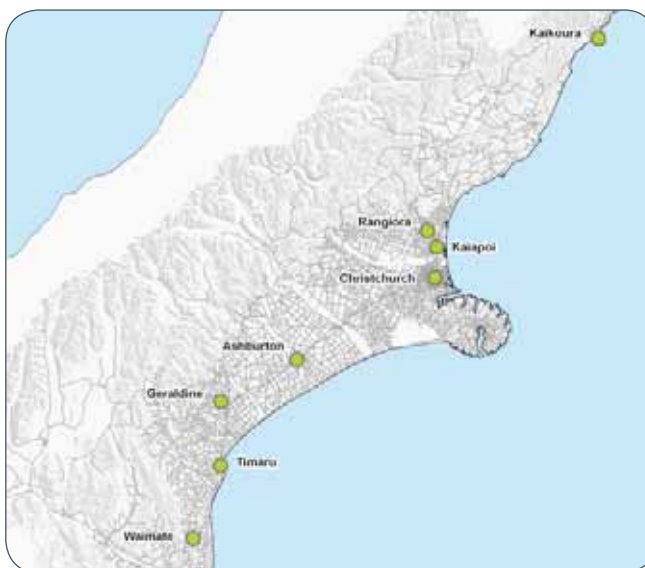 Kaikoura
Rangiora
Kaiapoi
Christchurch
Ashburton
Geraldine
Timaru
Waimate